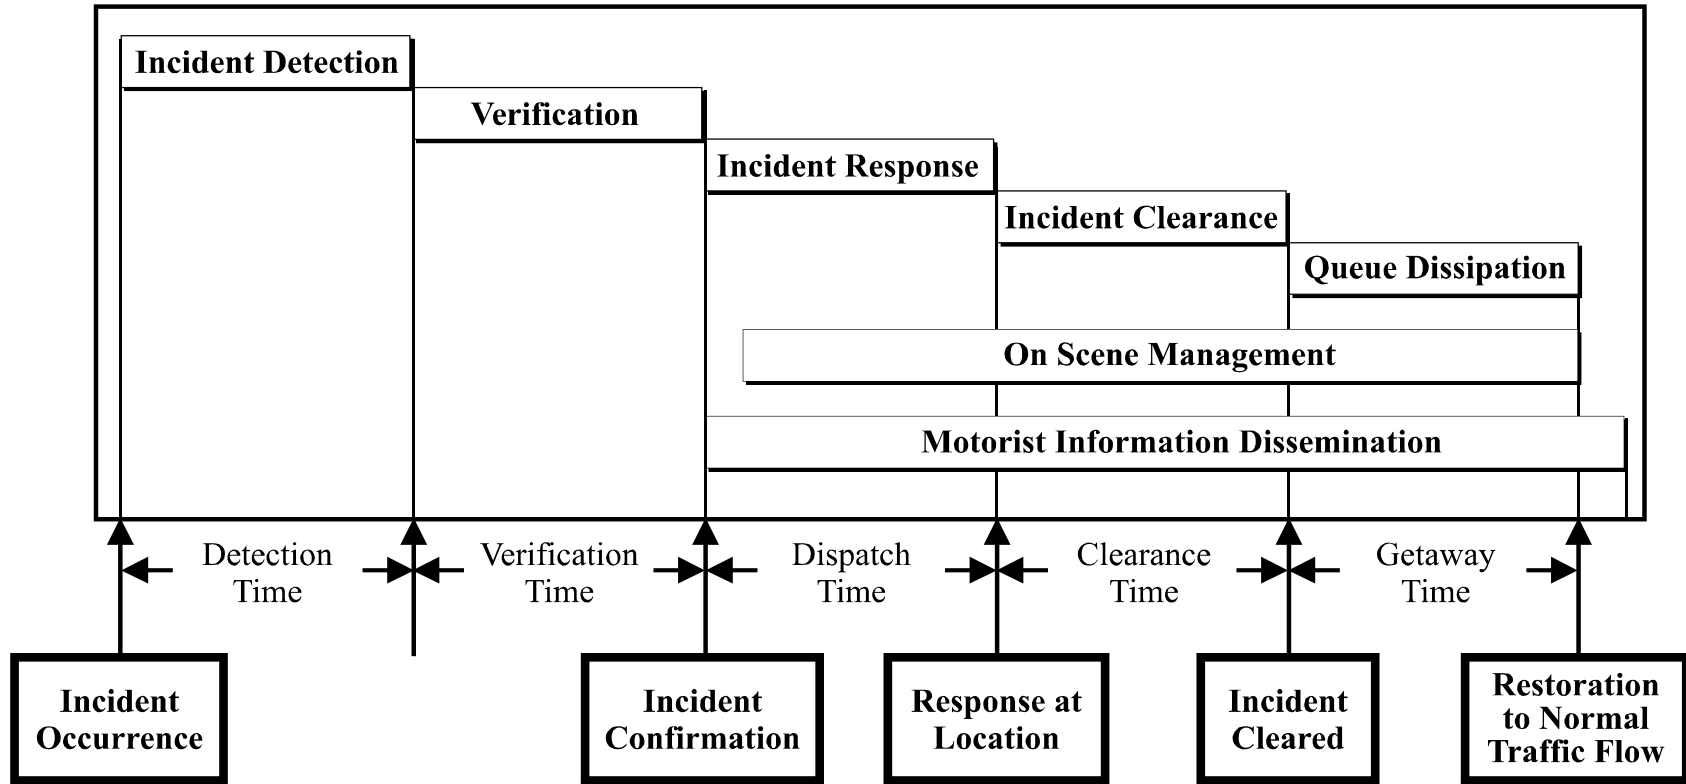 Incident Detection
Verification
Incident Response
Incident Clearance
Queue Dissipation
On Scene Management
Motorist Information Dissemination
Detection
Time
Verification
Time
Dispatch
Time
Clearance
Time
Getaway
Time
Incident
Occurrence
Incident
Confirmation
Response at
Location
Incident
Cleared
Restoration
to Normal
Traffic Flow